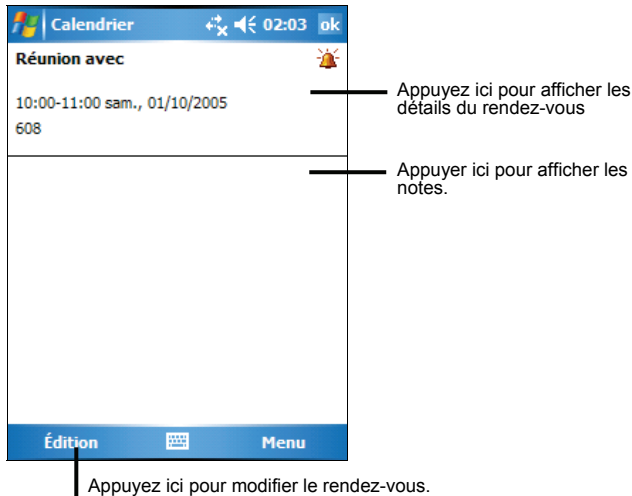 Calendrier 02:03 ok
Réunion avec
10:00-11:00 sam., 01/10/2005
608
Appuyez ici pour afficher les
détails du rendez-vous
Appuyer ici pour afficher les
notes.
Édition Menu
Appuyez ici pour modifier le rendez-vous.